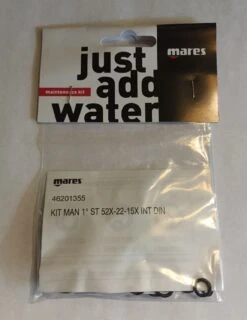 just
mares
add
maintenance kit
water
mares
46201355
KIT MAN 1° ST 52X-22-15X INT DIN